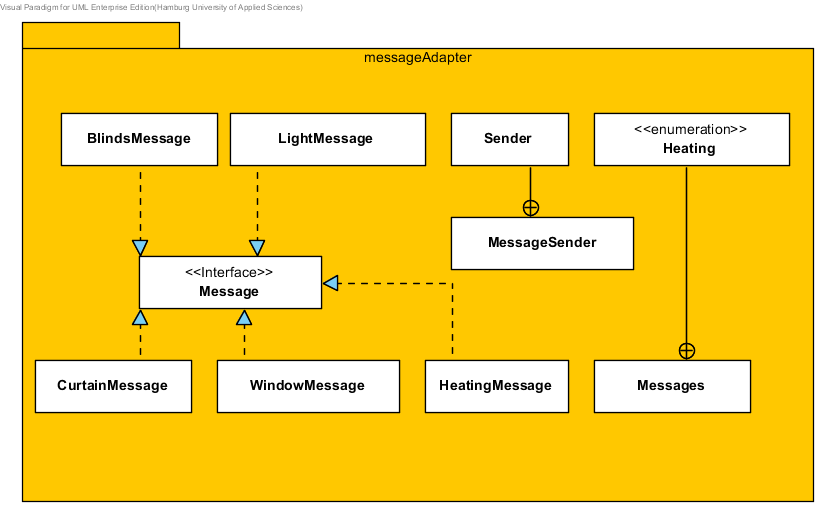 Visual Paradigm for UML Enterprise Edition(Hamburg University of Applied Sciences)
messageAdapter
BlindsMessage
LightMessage
Sender
<<enumeration>>
Heating
MessageSender
<<Interface>>
Message
CurtainMessage
WindowMessage
HeatingMessage
Messages